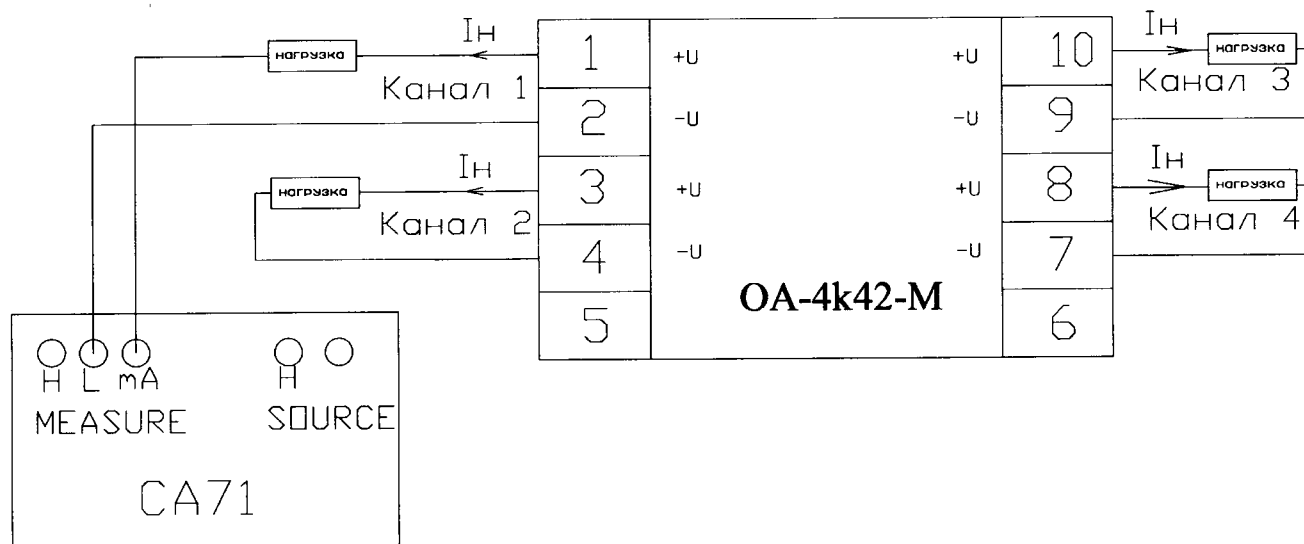 Iн
нагрузка
Канал 1
Iн
нагрузка
Канал 2
1
2
3
4
5
+U
-U
+U
-U
+U
-U
+U
-U
OA-4k42-M
10
9
8
7
6
Iн
нагрузка
Канал 3
Iн
нагрузка
Канал 4
H L mA
H
MEASURE SOURCE
CA71